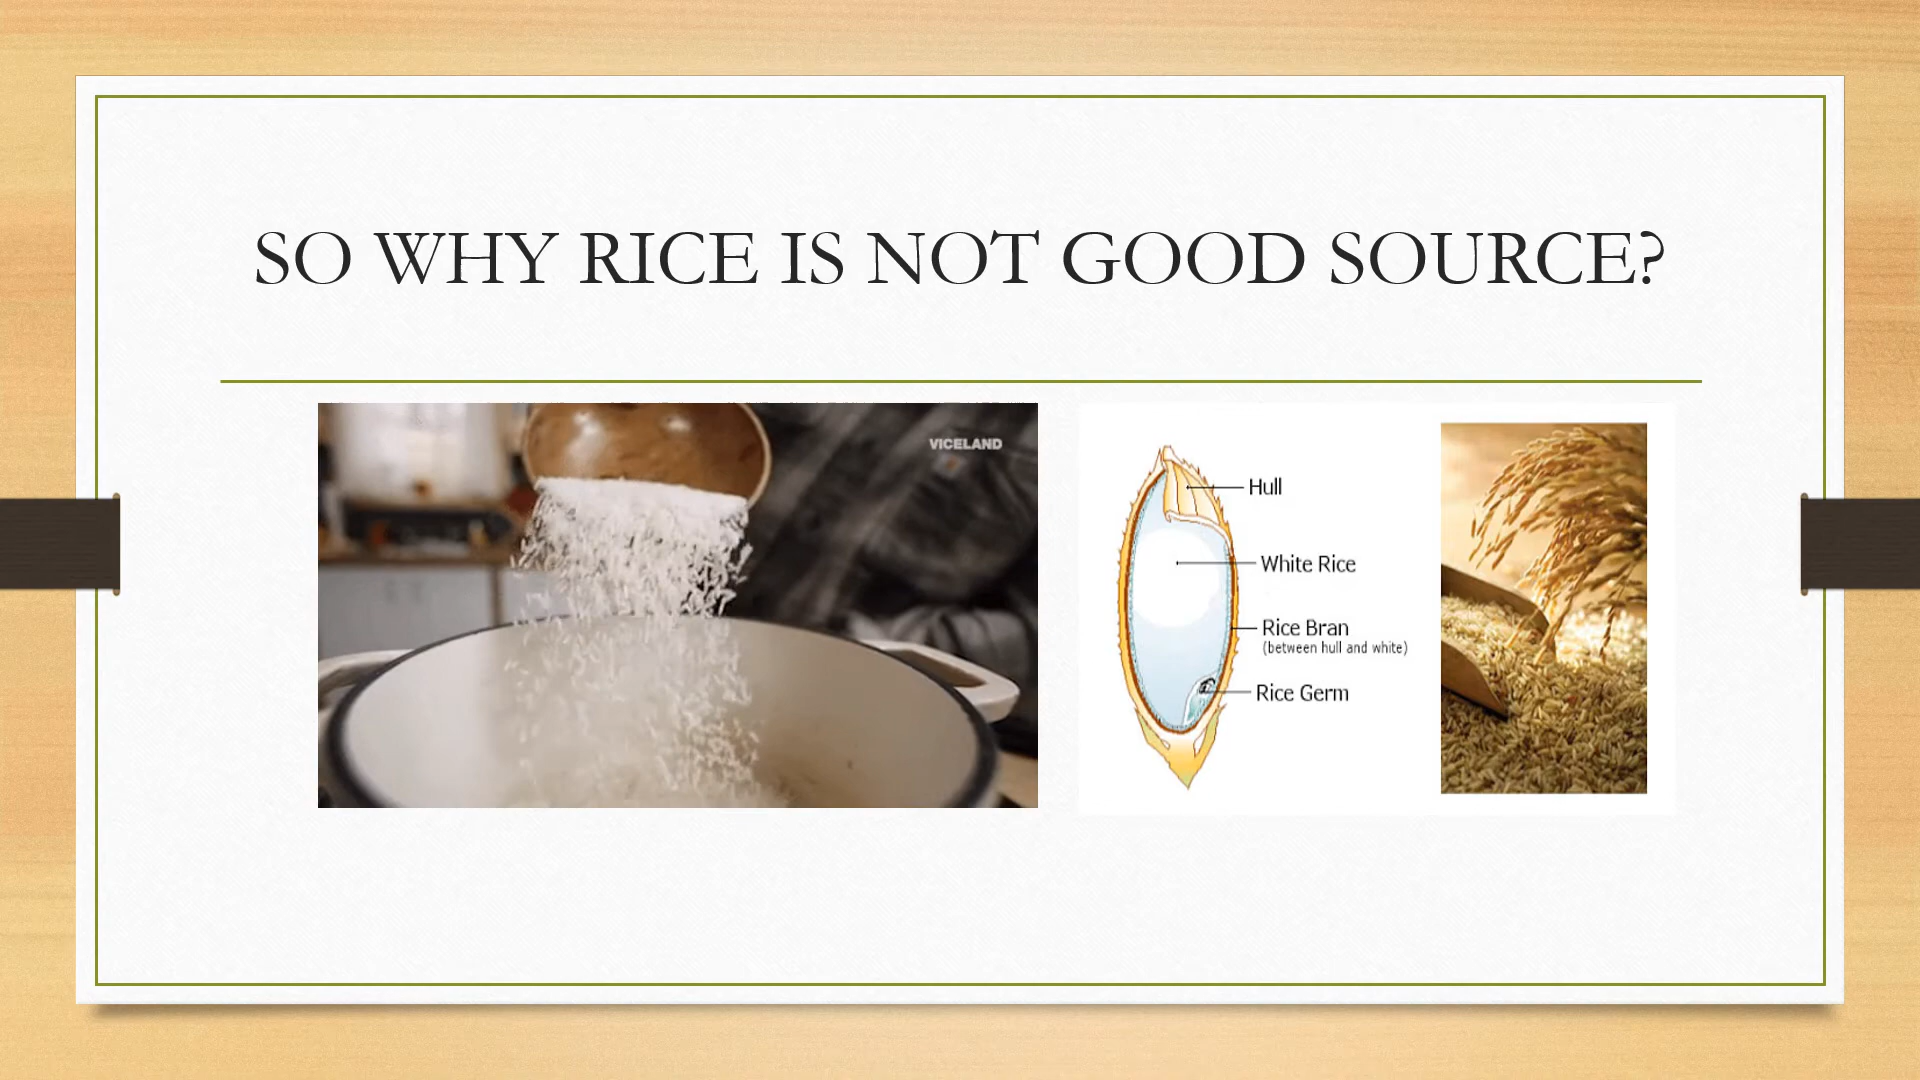 SO WHY RICE IS NOT GOOD SOURCE?
VICELAND
Hull
White Rice
Rice Bran
(between hull and white)
Rice Germ